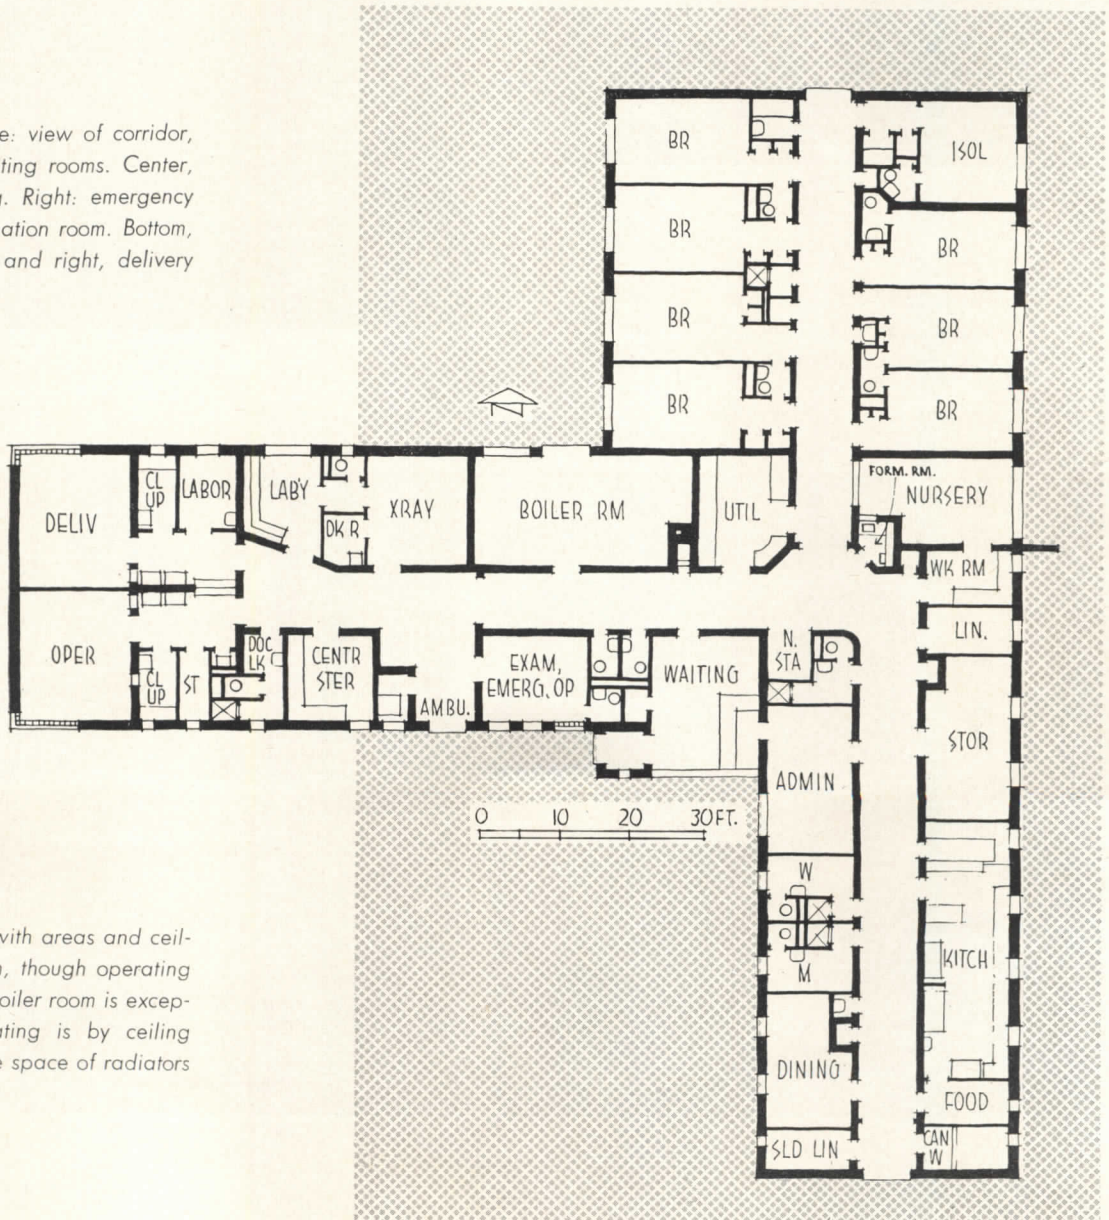 e: view of corridor,
ting rooms. Center,
. Right: emergency
ation room. Bottom,
and right, delivery
BR
ISOL
BR
BR
BR
BR
BR
BR
FORM. RM.
NURSERY
CL
UP
LABOR
LAB'Y
XRAY
BOILER RM
UTIL
DELIV
DK R
WK RM
LIN.
OPER
CL
UP
ST
DOC
LK
CENTR
STER
AMBU.
EXAM,
EMERG. OP
WAITING
N.
STA
STOR
ADMIN
0 10 20 30 FT.
W
M
KITCH
DINING
FOOD
SLD LIN
CAN
W
with areas and ceil-
, though operating
oiler room is excep-
ating is by ceiling
e space of radiators